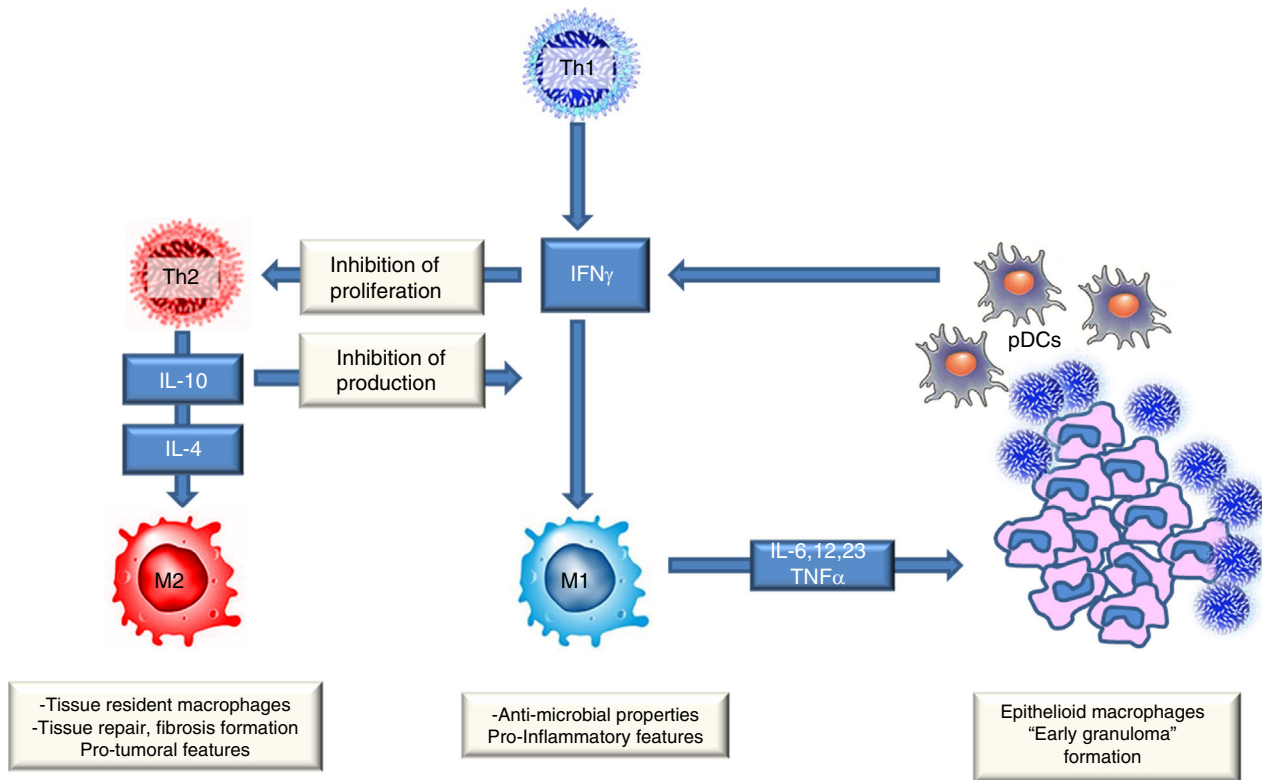 Th1
Th2
Inhibition of
proliferation
IFNγ
pDCs
IL-10
Inhibition of
production
IL-4
M2
M1
IL-6,12,23
TNFα
-Tissue resident macrophages
-Tissue repair, fibrosis formation
Pro-tumoral features
-Anti-microbial properties
Pro-Inflammatory features
Epithelioid macrophages
“Early granuloma”
formation